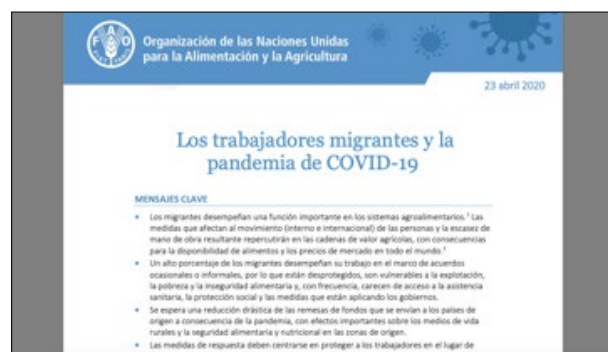 FAO
FIAT PANIS
Organización de las Naciones Unidas
para la Alimentación y la Agricultura
23 abril 2020
Los trabajadores migrantes y la
pandemia de COVID-19
MENSAJES CLAVE
• Los migrantes desempeñan una función importante en los sistemas agroalimentarios.¹ Las
medidas que afectan al movimiento (interno e internacional) de las personas y la escasez de
mano de obra resultante repercutirán en las cadenas de valor agrícolas, con consecuencias
para la disponibilidad de alimentos y los precios de mercado en todo el mundo.²
• Un alto porcentaje de los migrantes desempeñan su trabajo en el marco de acuerdos
ocasionales o informales, por lo que están desprotegidos, son vulnerables a la explotación,
la pobreza y la inseguridad alimentaria y, con frecuencia, carecen de acceso a la asistencia
sanitaria, la protección social y las medidas que están aplicando los gobiernos.
• Se espera una reducción drástica de las remesas de fondos que se envían a los países de
origen a consecuencia de la pandemia, con efectos importantes sobre los medios de vida
rurales y la seguridad alimentaria y nutricional en las zonas de origen.
• Las medidas de respuesta deben centrarse en proteger a los trabajadores en el lugar de